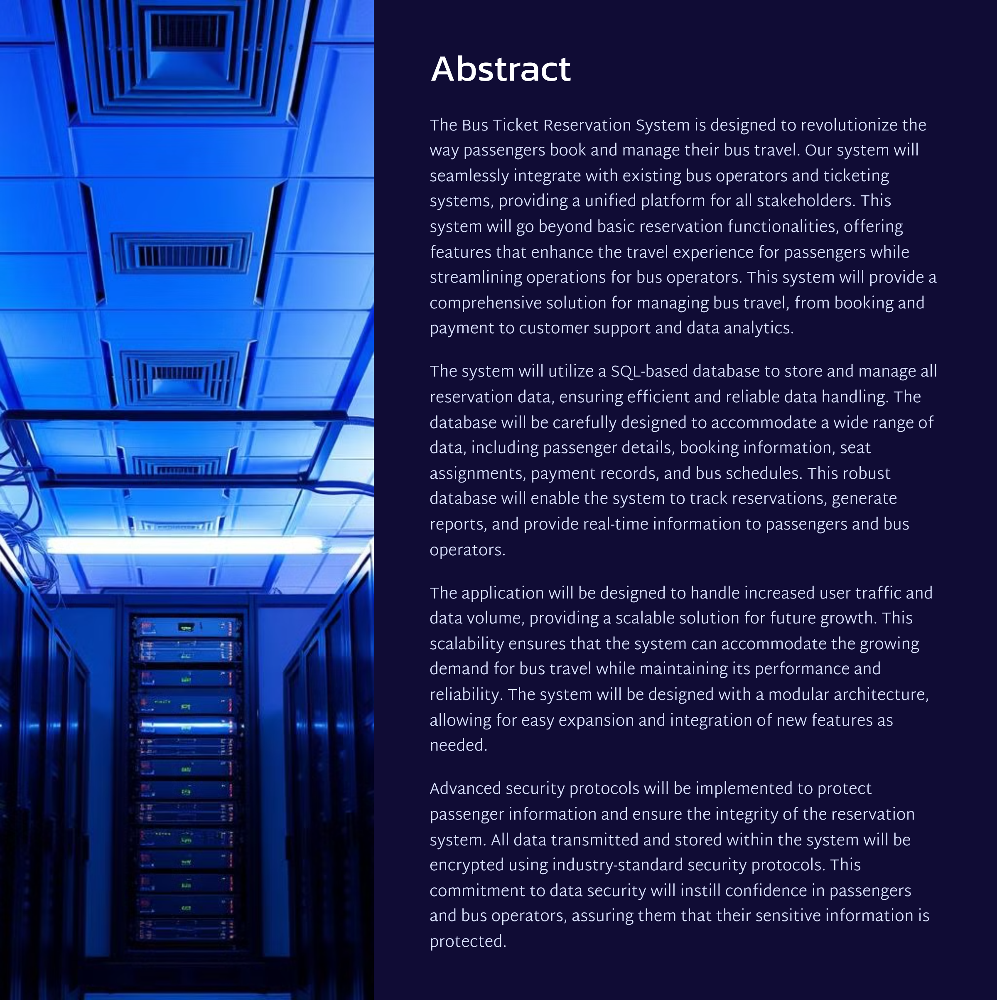 Abstract
The Bus Ticket Reservation System is designed to revolutionize the
way passengers book and manage their bus travel. Our system will
seamlessly integrate with existing bus operators and ticketing
systems, providing a unified platform for all stakeholders. This
system will go beyond basic reservation functionalities, offering
features that enhance the travel experience for passengers while
streamlining operations for bus operators. This system will provide a
comprehensive solution for managing bus travel, from booking and
payment to customer support and data analytics.
The system will utilize a SQL-based database to store and manage all
reservation data, ensuring efficient and reliable data handling. The
database will be carefully designed to accommodate a wide range of
data, including passenger details, booking information, seat
assignments, payment records, and bus schedules. This robust
database will enable the system to track reservations, generate
reports, and provide real-time information to passengers and bus
operators.
The application will be designed to handle increased user traffic and
data volume, providing a scalable solution for future growth. This
scalability ensures that the system can accommodate the growing
demand for bus travel while maintaining its performance and
reliability. The system will be designed with a modular architecture,
allowing for easy expansion and integration of new features as
needed.
Advanced security protocols will be implemented to protect
passenger information and ensure the integrity of the reservation
system. All data transmitted and stored within the system will be
encrypted using industry-standard security protocols. This
commitment to data security will instill confidence in passengers
and bus operators, assuring them that their sensitive information is
protected.